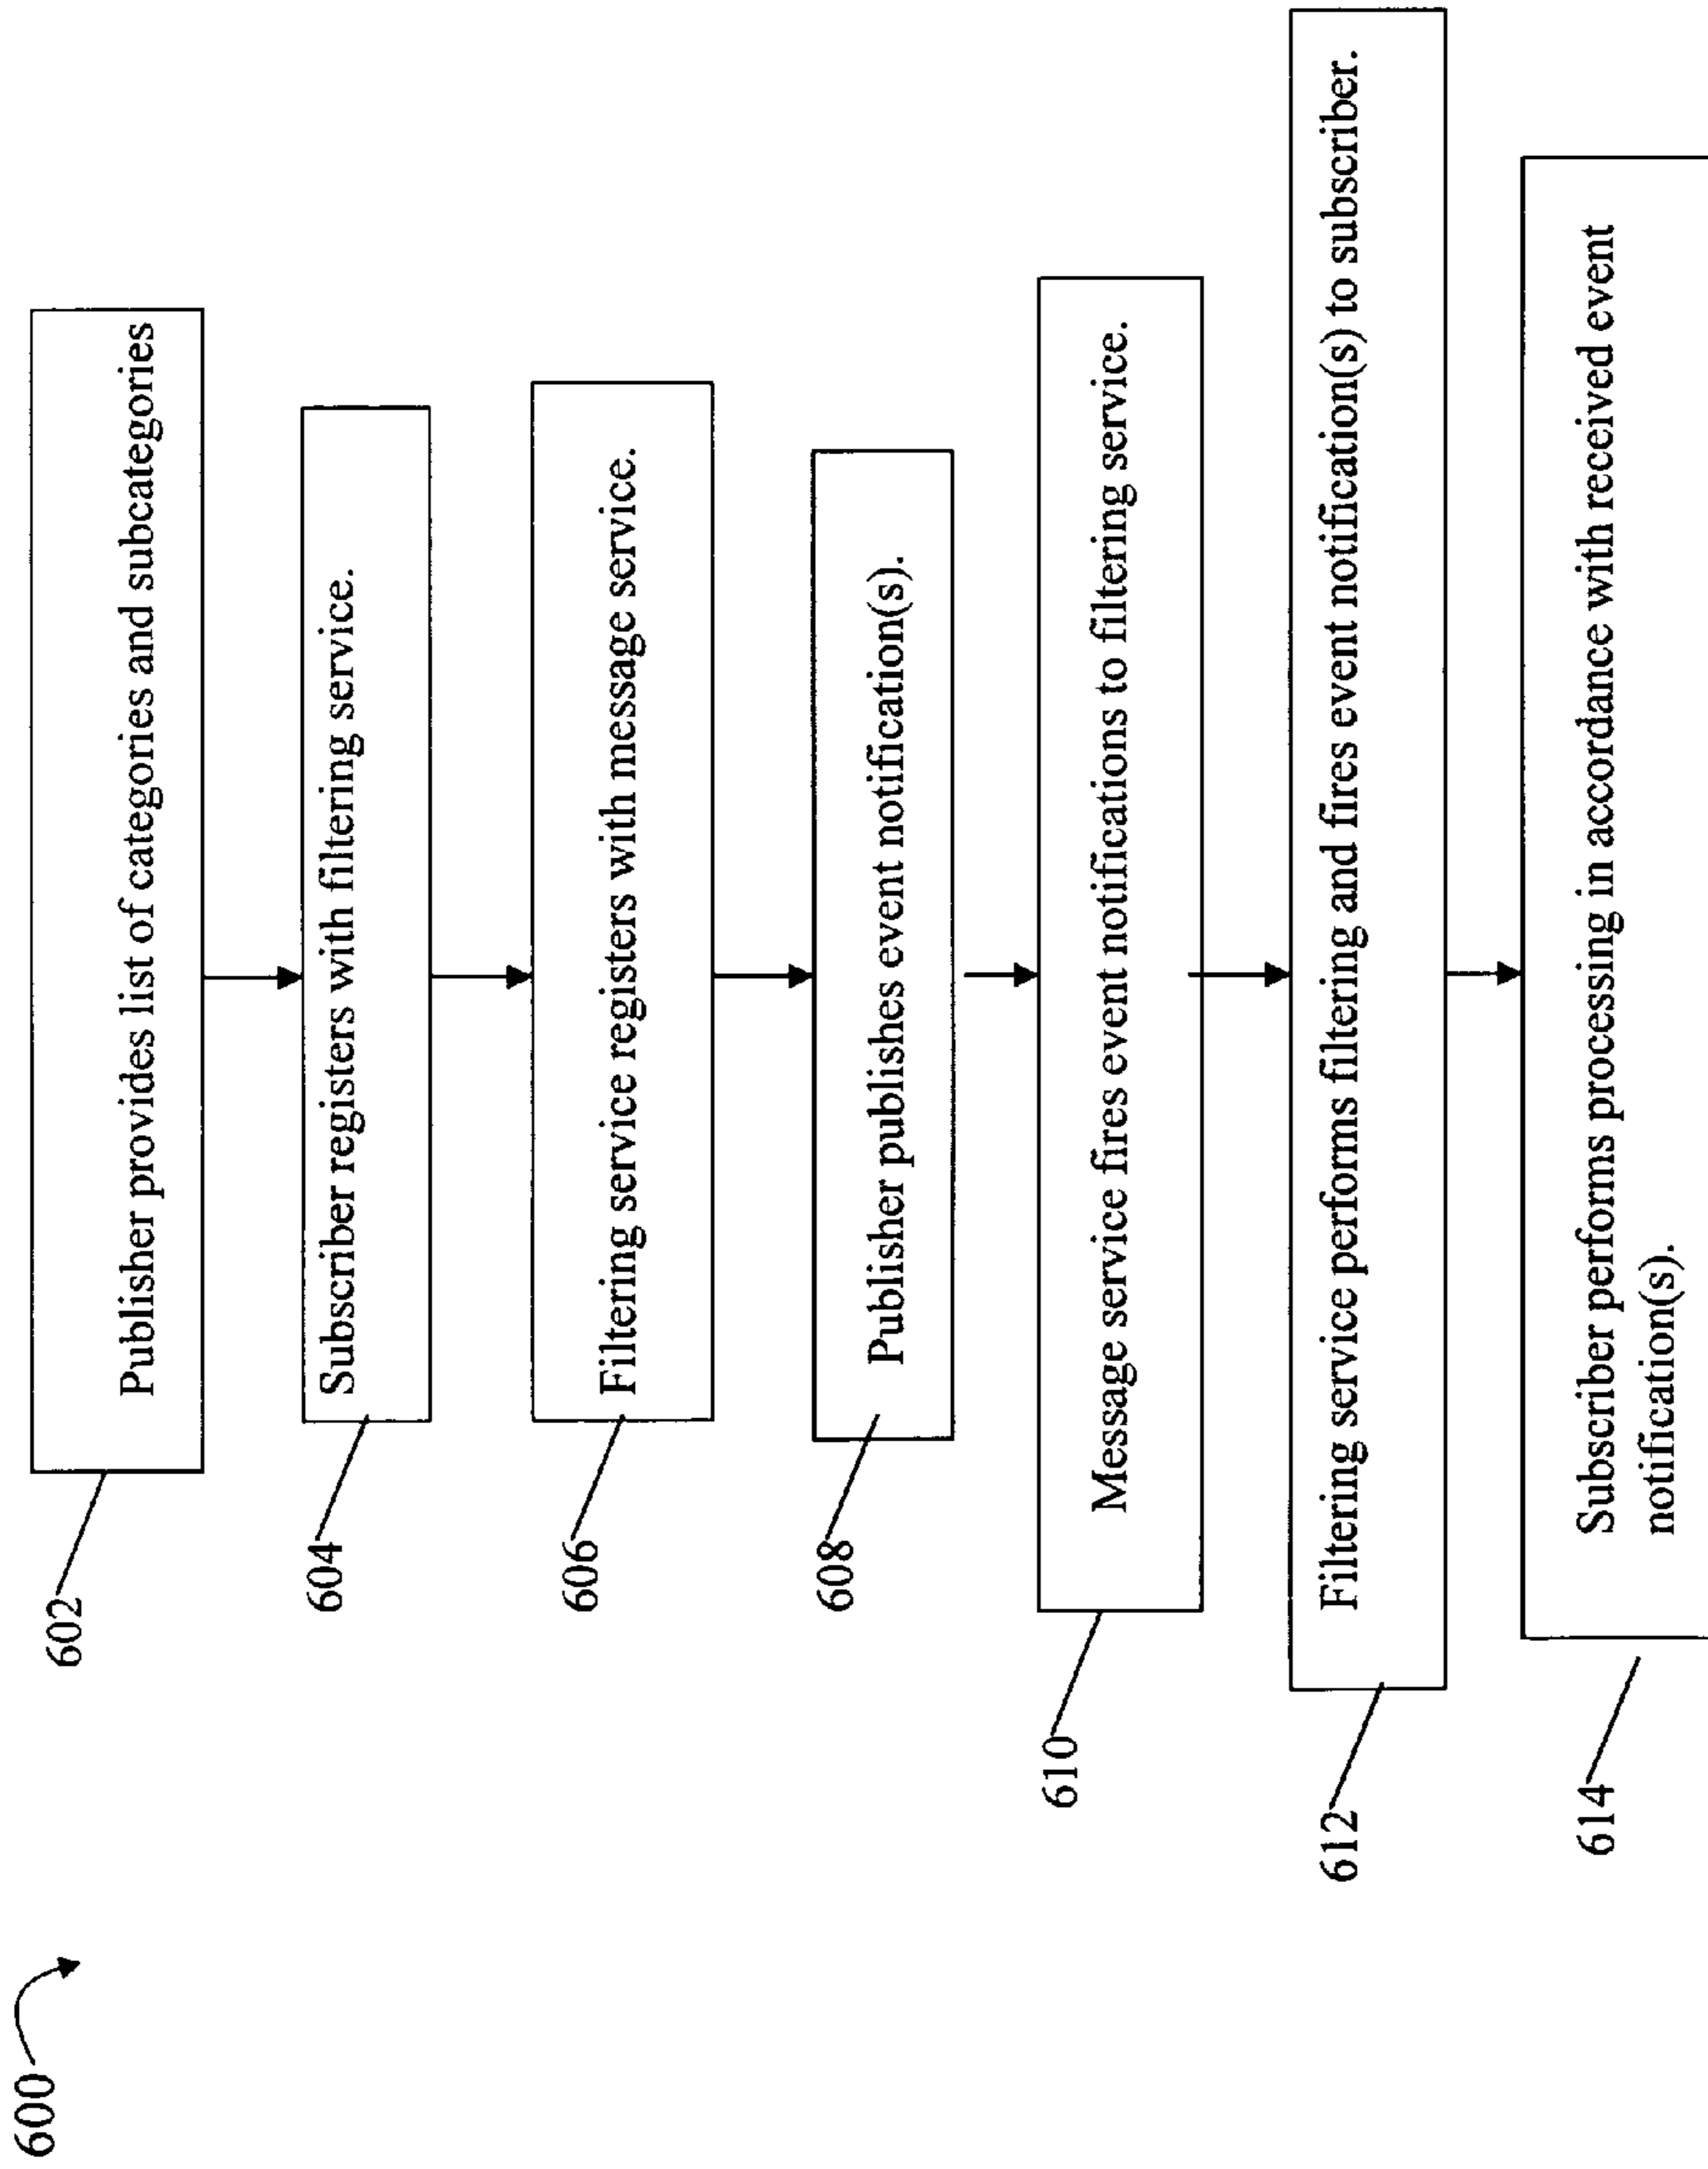 600
602
Publisher provides list of categories and subcategories
604
Subscriber registers with filtering service.
606
Filtering service registers with message service.
608
Publisher publishes event notification(s).
610
Message service fires event notifications to filtering service.
612
Filtering service performs filtering and fires event notification(s) to subscriber.
614
Subscriber performs processing in accordance with received event
notification(s).